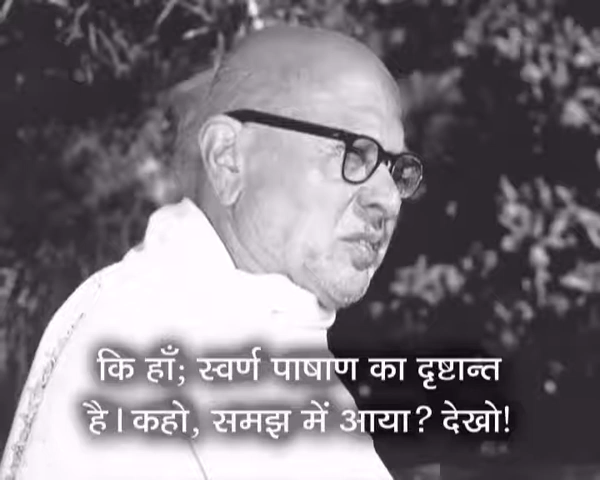 कि हाँ; स्वर्ण पाषाण का दृष्टान्त
है। कहो, समझ में आया? देखो!